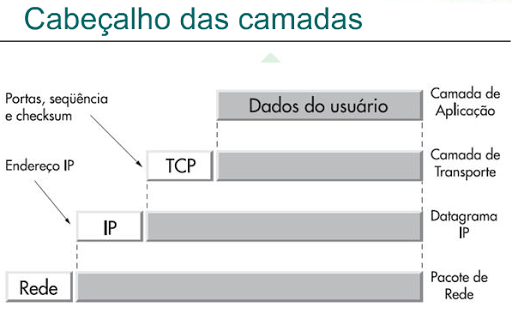 Cabeçalho das camadas
Dados do usuário
Camada de
Aplicação
Portas, seqüência
e checksum
TCP
Camada de
Transporte
Endereço IP
IP
Datagrama
IP
Rede
Pacote de
Rede